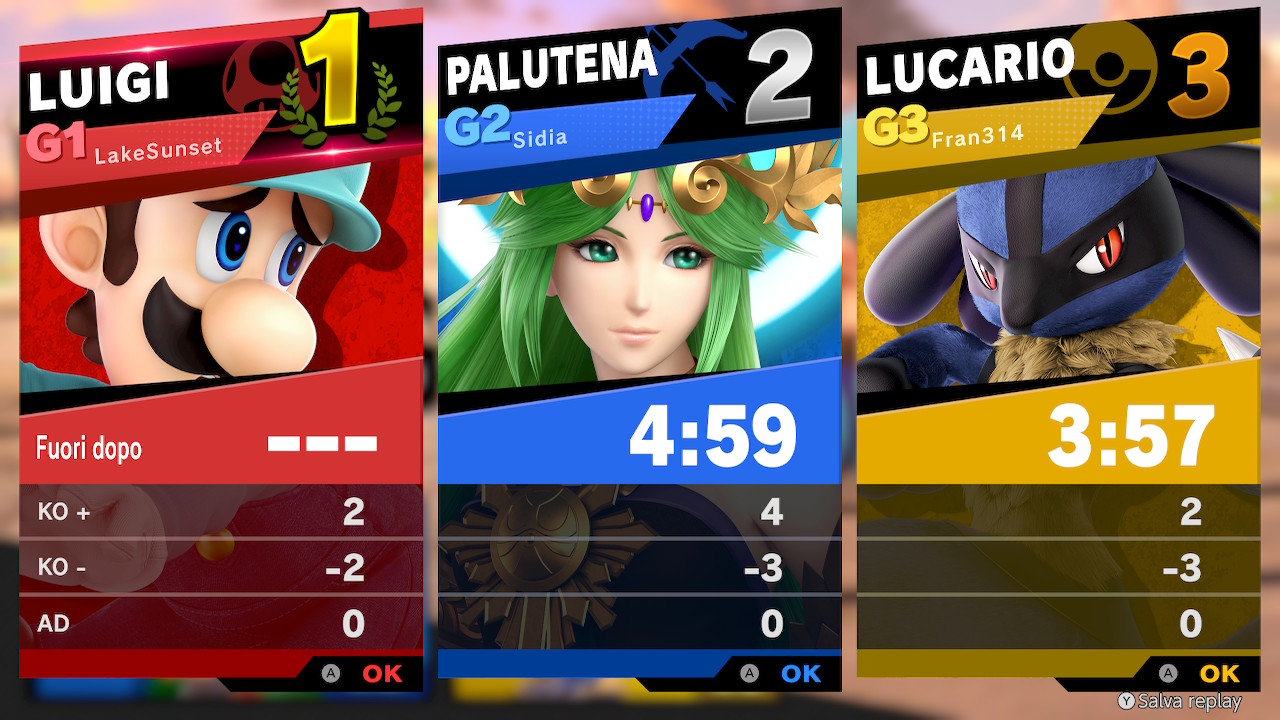 LUIGI 1
G1 LakeSunset
PALUTENA 2
G2 Sidia
LUCARIO 3
G3 Fran314
Fuori dopo ---
4:59
3:57
KO + 2
4
2
KO - -2
-3
-3
AD 0
0
0
A OK
A OK
A OK
Y Salva replay